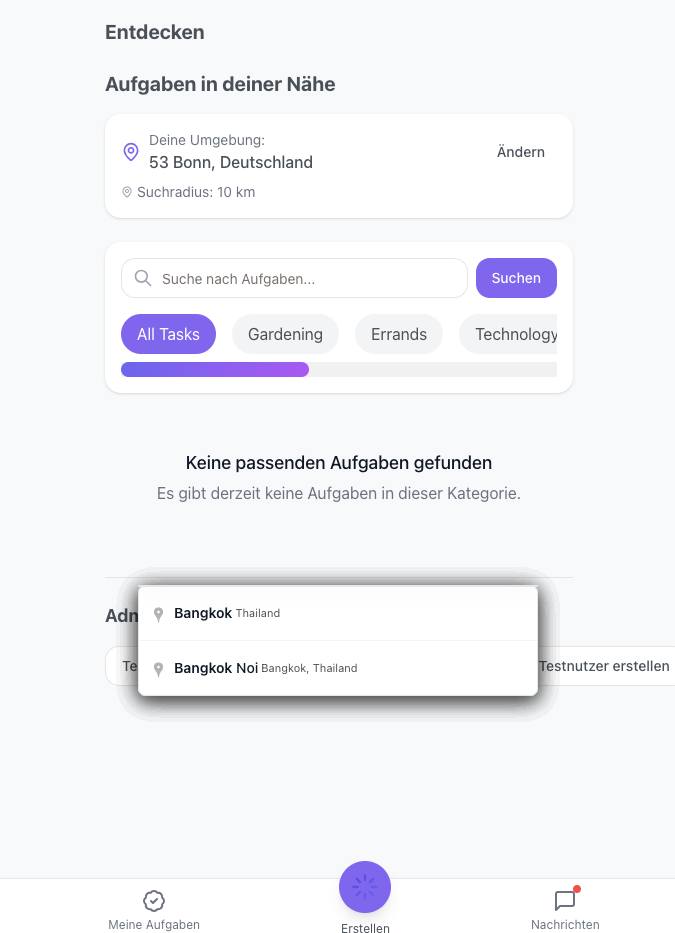 Entdecken
Aufgaben in deiner Nähe
Deine Umgebung:
53 Bonn, Deutschland
Ändern
Suchradius: 10 km
Suche nach Aufgaben...
Suchen
All Tasks
Gardening
Errands
Technology
Keine passenden Aufgaben gefunden
Es gibt derzeit keine Aufgaben in dieser Kategorie.
Bangkok Thailand
Bangkok Noi Bangkok, Thailand
Testnutzer erstellen
Meine Aufgaben
Erstellen
Nachrichten